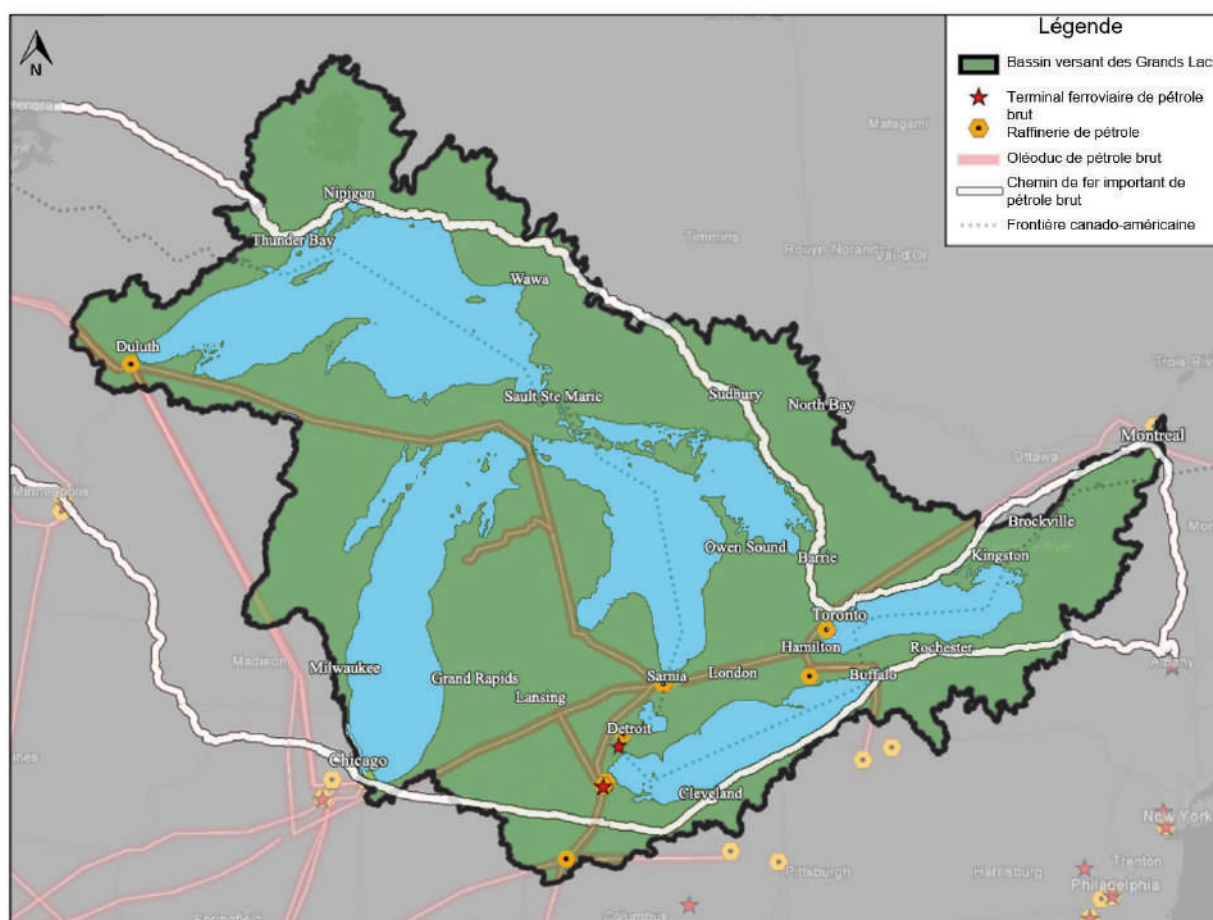 Légende
Bassin versant des Grands Lacs
Terminal ferroviaire de pétrole
brut
Raffinerie de pétrole
Oléoduc de pétrole brut
Chemin de fer important de
pétrole brut
Frontière canado-américaine
N
Matagami
Nipigon
Thunder Bay
Timmins
Rouyn-Noranda
Val-d'Or
Wawa
Duluth
Trois
Sault Ste Marie
Sudbury
North Bay
Montreal
Ottawa
Minneapolis
Brockville
Owen Sound
Barrie
Kingston
Toronto
Hamilton
Rochester
Madison
Milwaukee
Grand Rapids
Sarnia
London
Buffalo
Albany
Lansing
Detroit
Chicago
Cleveland
New York
Pittsburgh
Harrisburg
Trenton
Philadelphia
Columbus
Springfield